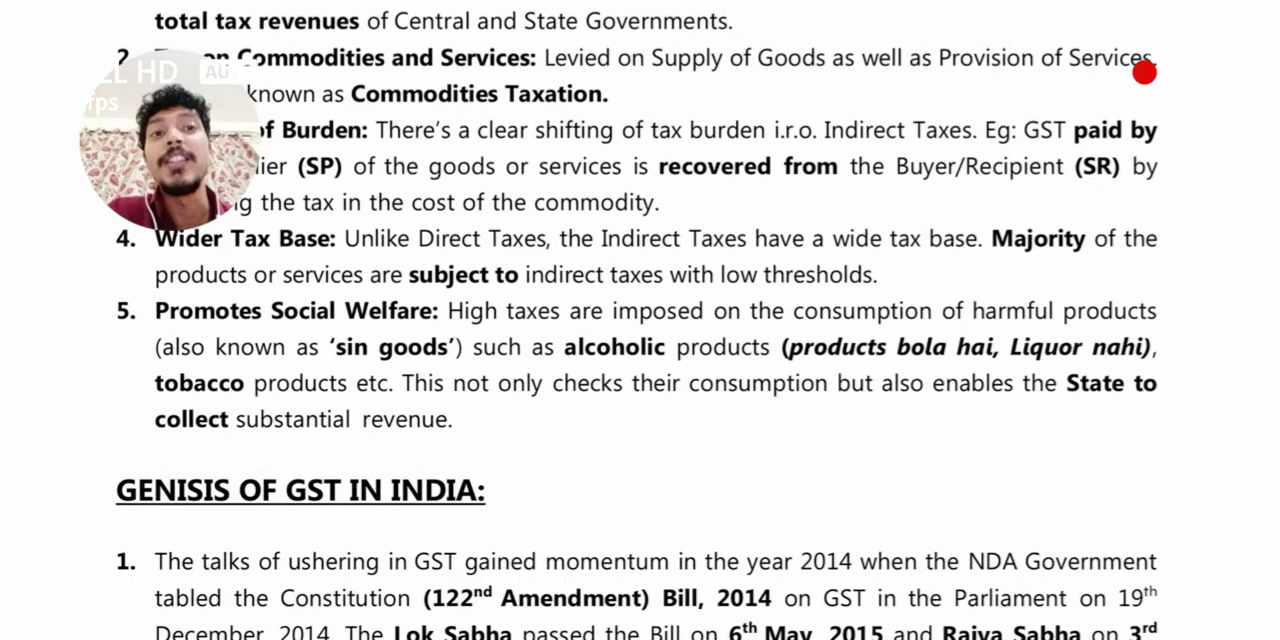 total tax revenues of Central and State Governments.
2. on Commodities and Services: Levied on Supply of Goods as well as Provision of Services.
known as Commodities Taxation.
of Burden: There's a clear shifting of tax burden i.r.o. Indirect Taxes. Eg: GST paid by
lier (SP) of the goods or services is recovered from the Buyer/Recipient (SR) by
the tax in the cost of the commodity.
4. Wider Tax Base: Unlike Direct Taxes, the Indirect Taxes have a wide tax base. Majority of the
products or services are subject to indirect taxes with low thresholds.
5. Promotes Social Welfare: High taxes are imposed on the consumption of harmful products
(also known as ‘sin goods’) such as alcoholic products (products bola hai, Liquor nahi),
tobacco products etc. This not only checks their consumption but also enables the State to
collect substantial revenue.
GENISIS OF GST IN INDIA:
1. The talks of ushering in GST gained momentum in the year 2014 when the NDA Government
tabled the Constitution (122nd Amendment) Bill, 2014 on GST in the Parliament on 19th
December, 2014. The Lok Sabha passed the Bill on 6th May, 2015 and Rajya Sabha on 3rd
HD AU
fps